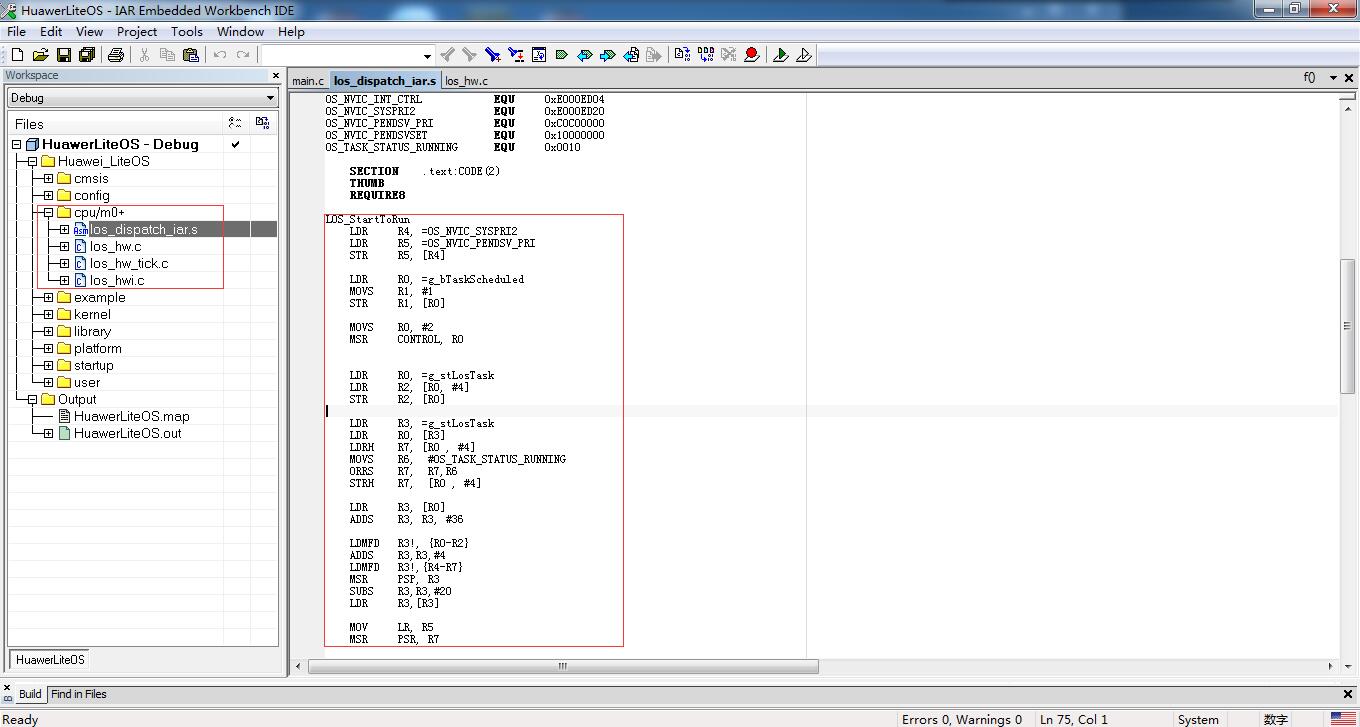 HuawerLiteOS - IAR Embedded Workbench IDE
File Edit View Project Tools Window Help
Workspace
Debug
Files
HuawerLiteOS - Debug
Huawei_LiteOS
cmsis
config
cpu/m0+
los_dispatch_iar.s
los_hw.c
los_hw_tick.c
los_hwi.c
example
kernel
library
platform
startup
user
Output
HuawerLiteOS.map
HuawerLiteOS.out
HuawerLiteOS
main.c los_dispatch_iar.s los_hw.c f()
OS_NVIC_INT_CTRL EQU 0xE000ED04
OS_NVIC_SYSPRI2 EQU 0xE000ED20
OS_NVIC_PENDSV_PRI EQU 0xC0C00000
OS_NVIC_PENDSVSET EQU 0x10000000
OS_TASK_STATUS_RUNNING EQU 0x0010
SECTION .text:CODE(2)
THUMB
REQUIRE8
LOS_StartToRun
LDR R4, =OS_NVIC_SYSPRI2
LDR R5, =OS_NVIC_PENDSV_PRI
STR R5, [R4]
LDR R0, =g_bTaskScheduled
MOVS R1, #1
STR R1, [R0]
MOVS R0, #2
MSR CONTROL, R0
LDR R0, =g_stLosTask
LDR R2, [R0, #4]
STR R2, [R0]
LDR R3, =g_stLosTask
LDR R0, [R3]
LDRH R7, [R0 , #4]
MOVS R6, #OS_TASK_STATUS_RUNNING
ORRS R7, R7,R6
STRH R7, [R0 , #4]
LDR R3, [R0]
ADDS R3, R3, #36
LDMFD R3!, {R0-R2}
ADDS R3,R3,#4
LDMFD R3!,{R4-R7}
MSR PSP, R3
SUBS R3,R3,#20
LDR R3,[R3]
MOV LR, R5
MSR PSR, R7
Build Find in Files
Ready Errors 0, Warnings 0 Ln 75, Col 1 System 数字